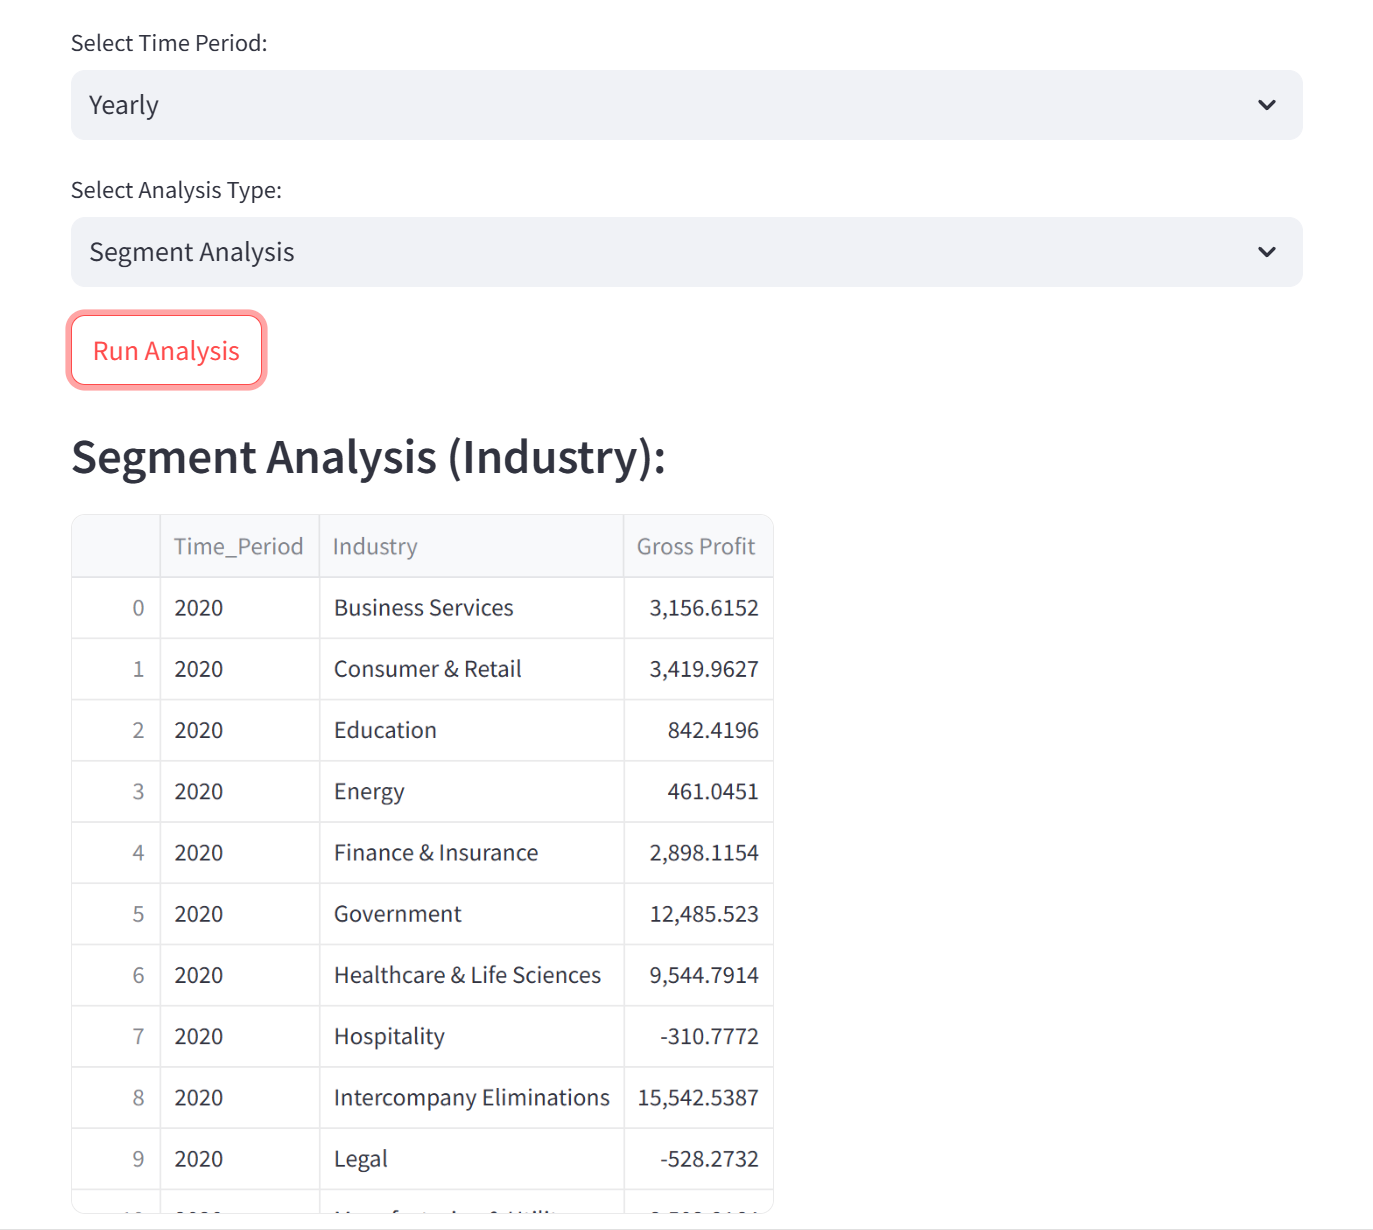 Select Time Period:
Yearly
Select Analysis Type:
Segment Analysis
Run Analysis
Segment Analysis (Industry):
Time_Period Industry Gross Profit
0 2020 Business Services 3,156.6152
1 2020 Consumer & Retail 3,419.9627
2 2020 Education 842.4196
3 2020 Energy 461.0451
4 2020 Finance & Insurance 2,898.1154
5 2020 Government 12,485.523
6 2020 Healthcare & Life Sciences 9,544.7914
7 2020 Hospitality -310.7772
8 2020 Intercompany Eliminations 15,542.5387
9 2020 Legal -528.2732